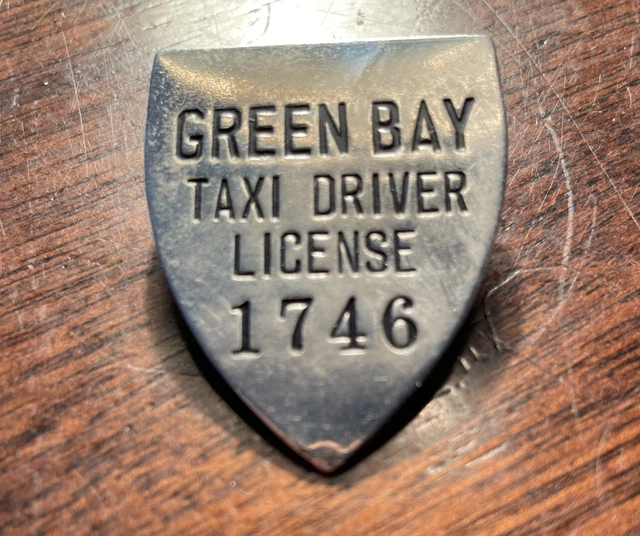 GREEN BAY
TAXI DRIVER
LICENSE
1746